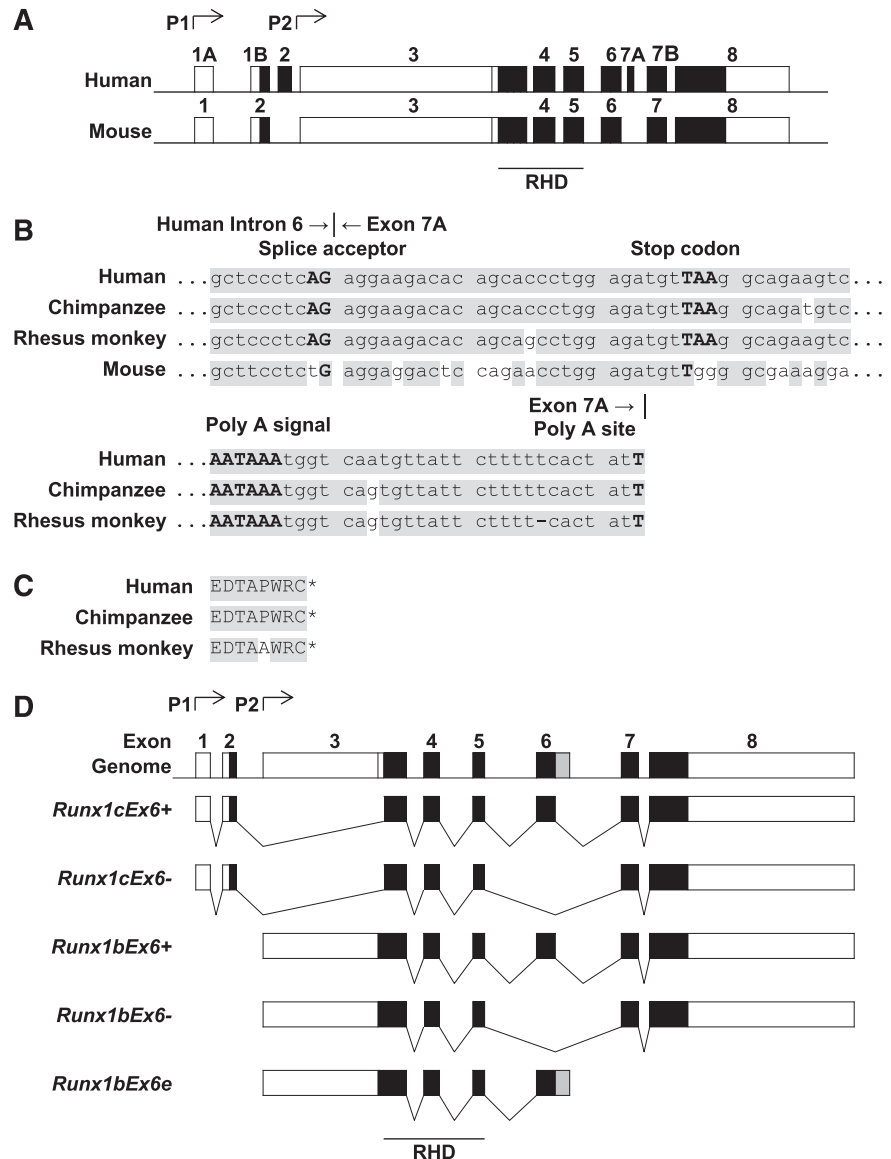 A
P1 P2
1A 1B 2 3 4 5 6 7A 7B 8
Human
1 2 3 4 5 6 7 8
Mouse
RHD
B
Human Intron 6 → | ← Exon 7A
Splice acceptor Stop codon
Human ...gctccctcAG aggaagacac agcaccctgg agatgtTAAg gcagaagtc...
Chimpanzee ...gctccctcAG aggaagacac agcaccctgg agatgtTAAg gcagatgtc...
Rhesus monkey ...gctccctcAG aggaagacac agcagcctgg agatgtTAAg gcagaagtc...
Mouse ...gcttcctctG aggaggactc cagaacctgg agatgtTggg gcgaaagga...
Exon 7A → |
Poly A signal Poly A site
Human ...AATAAAtggt caatgttatt ctttttcact atT
Chimpanzee ...AATAAAtggt cagtgttatt ctttttcact atT
Rhesus monkey ...AATAAAtggt cagtgttatt ctttt-cact atT
C
Human EDTAPWRC*
Chimpanzee EDTAPWRC*
Rhesus monkey EDTAAWRC*
D
P1 P2
Exon 1 2 3 4 5 6 7 8
Genome
Runx1cEx6+
Runx1cEx6-
Runx1bEx6+
Runx1bEx6-
Runx1bEx6e
RHD